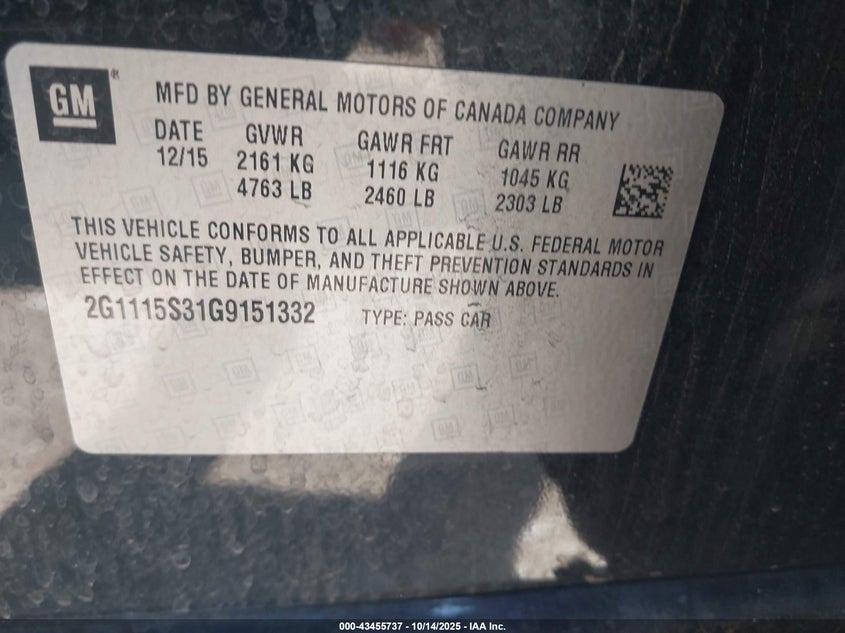 GM®
MFD BY GENERAL MOTORS OF CANADA COMPANY
DATE GVWR GAWR FRT GAWR RR
12/15 2161 KG 1116 KG 1045 KG
4763 LB 2460 LB 2303 LB
THIS VEHICLE CONFORMS TO ALL APPLICABLE U.S. FEDERAL MOTOR
VEHICLE SAFETY, BUMPER, AND THEFT PREVENTION STANDARDS IN
EFFECT ON THE DATE OF MANUFACTURE SHOWN ABOVE.
2G1115S31G9151332 TYPE: PASS CAR
000-43455737 - 10/14/2025 - IAA Inc.